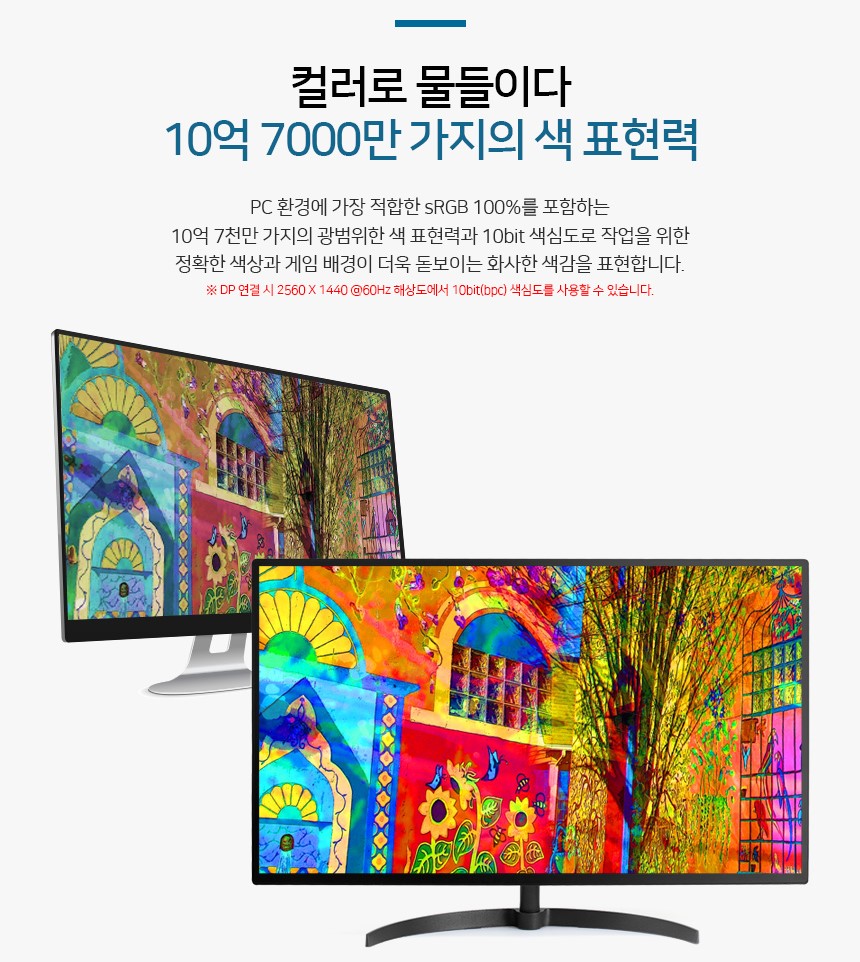 컬러로 물들이다
10억 7000만 가지의 색 표현력
PC 환경에 가장 적합한 sRGB 100%를 포함하는
10억 7천만 가지의 광범위한 색 표현력과 10bit 색심도로 작업을 위한
정확한 색상과 게임 배경이 더욱 돋보이는 화사한 색감을 표현합니다.
※ DP 연결 시 2560 X 1440 @60Hz 해상도에서 10bit(bpc) 색심도를 사용할 수 있습니다.